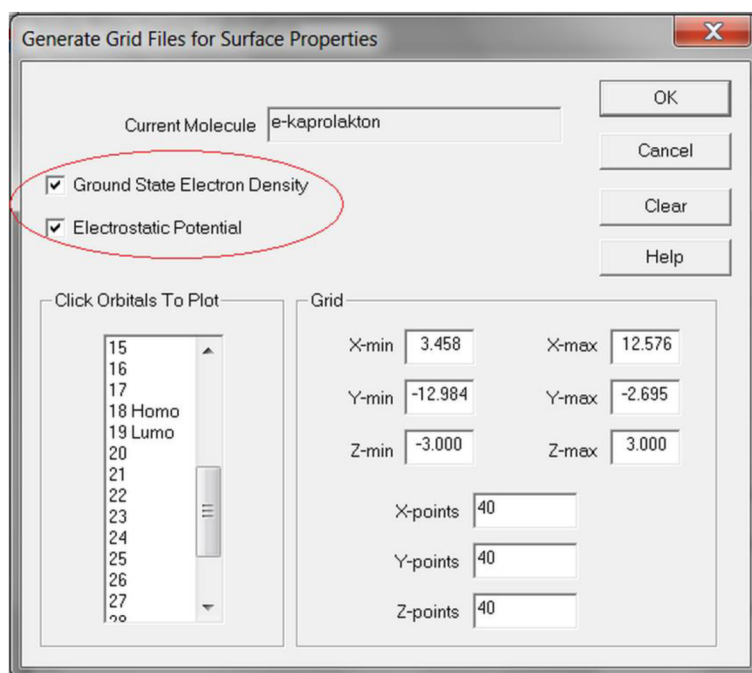 Generate Grid Files for Surface Properties
Current Molecule e-kaprolakton
OK
Cancel
Clear
Help
Ground State Electron Density
Electrostatic Potential
Click Orbitals To Plot
15
16
17
18 Homo
19 Lumo
20
21
22
23
24
25
26
27
Grid
X-min 3.458 X-max 12.576
Y-min -12.984 Y-max -2.695
Z-min -3.000 Z-max 3.000
X-points 40
Y-points 40
Z-points 40